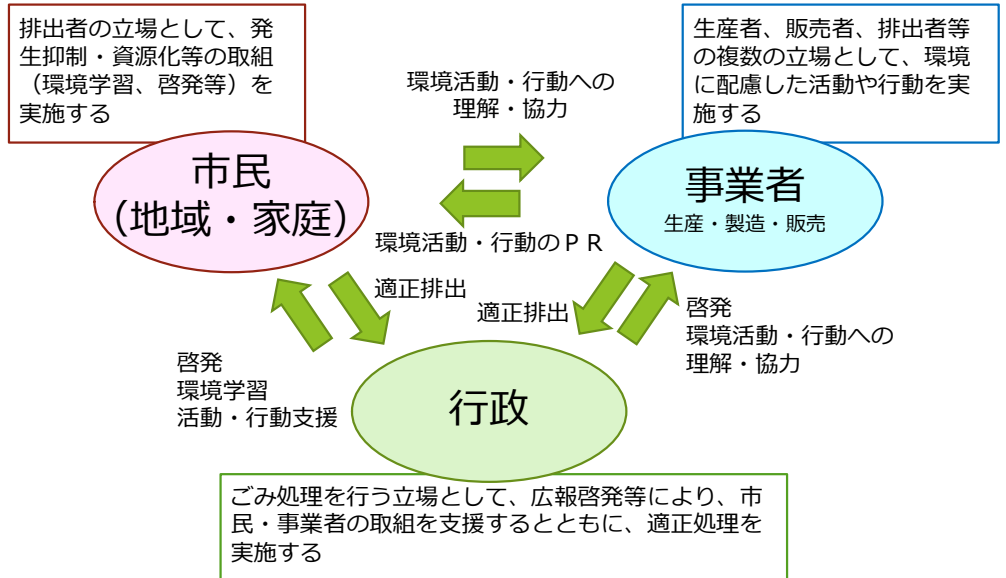 排出者の立場として、発
生抑制・資源化等の取組
（環境学習、啓発等）を
実施する
生産者、販売者、排出者等
の複数の立場として、環境
に配慮した活動や行動を実
施する
環境活動・行動への
理解・協力
市民
（地域・家庭）
事業者
生産・製造・販売
環境活動・行動のＰＲ
適正排出
適正排出
啓発
環境活動・行動への
理解・協力
啓発
環境学習
活動・行動支援
行政
ごみ処理を行う立場として、広報啓発等により、市
民・事業者の取組を支援するとともに、適正処理を
実施する